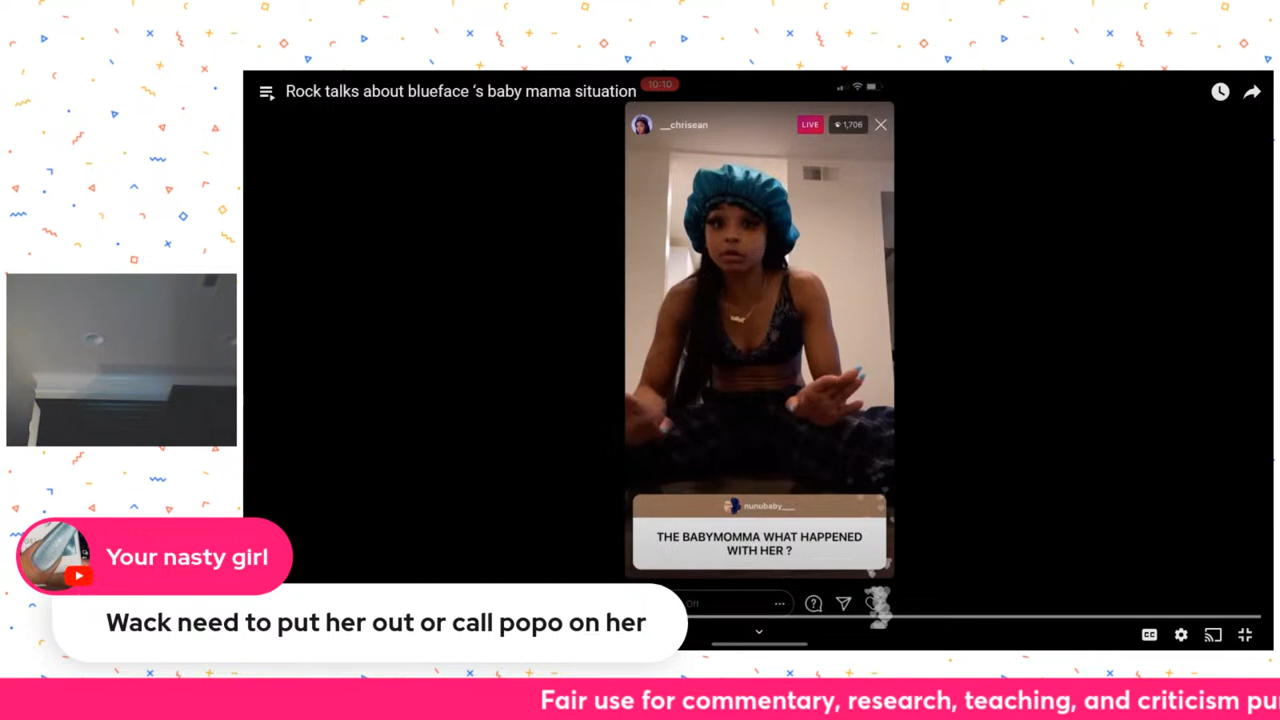 Rock talks about blueface ‘s baby mama situation
10:10
__chrisean
LIVE
1,706
nunubaby___
THE BABYMOMMA WHAT HAPPENED
WITH HER ?
Your nasty girl
Wack need to put her out or call popo on her
Off
CC
Fair use for commentary, research, teaching, and criticism pu